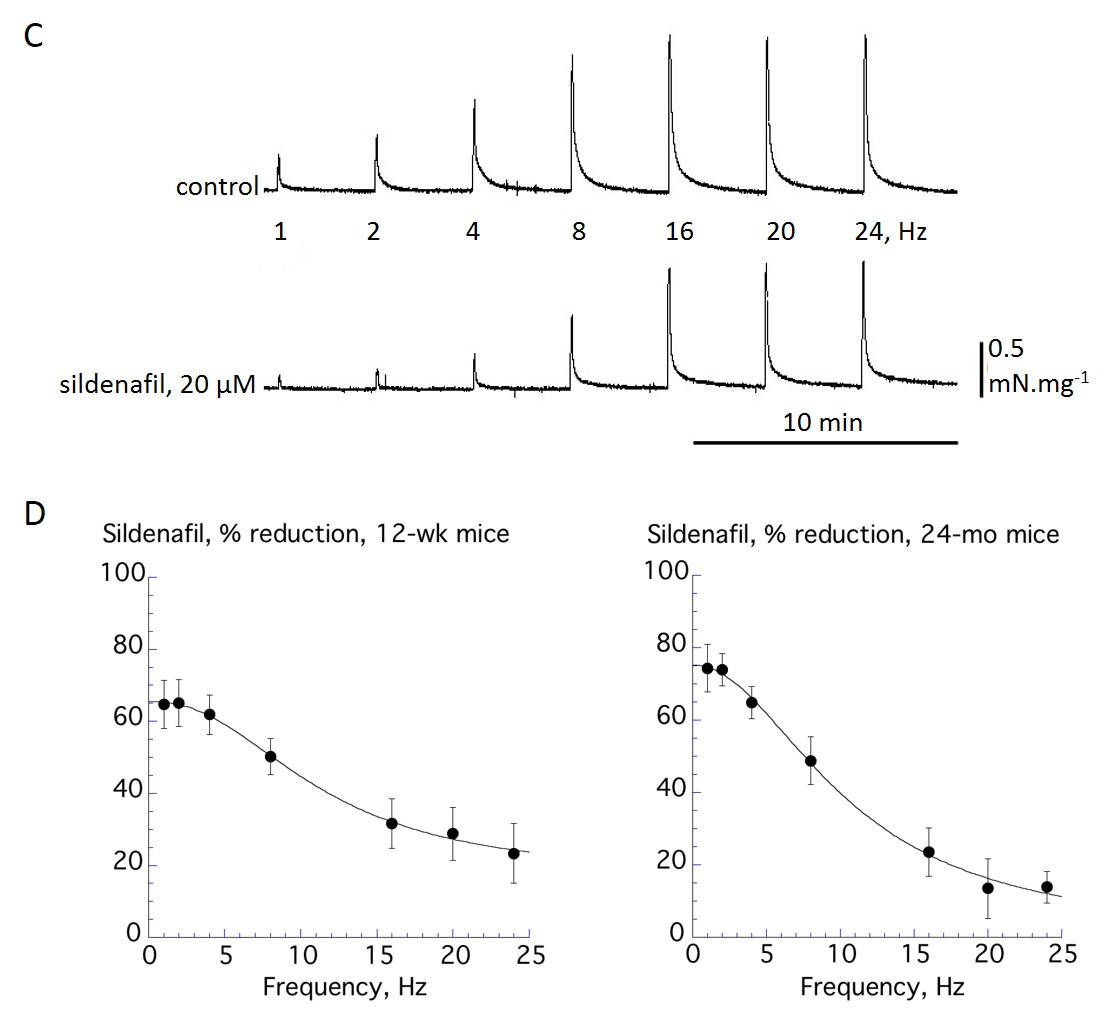 C
control
1 2 4 8 16 20 24, Hz
sildenafil, 20 µM
0.5
mN.mg-1
10 min
D
Sildenafil, % reduction, 12-wk mice
100
80
60
40
20
0
0 5 10 15 20 25
Frequency, Hz
Sildenafil, % reduction, 24-mo mice
100
80
60
40
20
0
0 5 10 15 20 25
Frequency, Hz